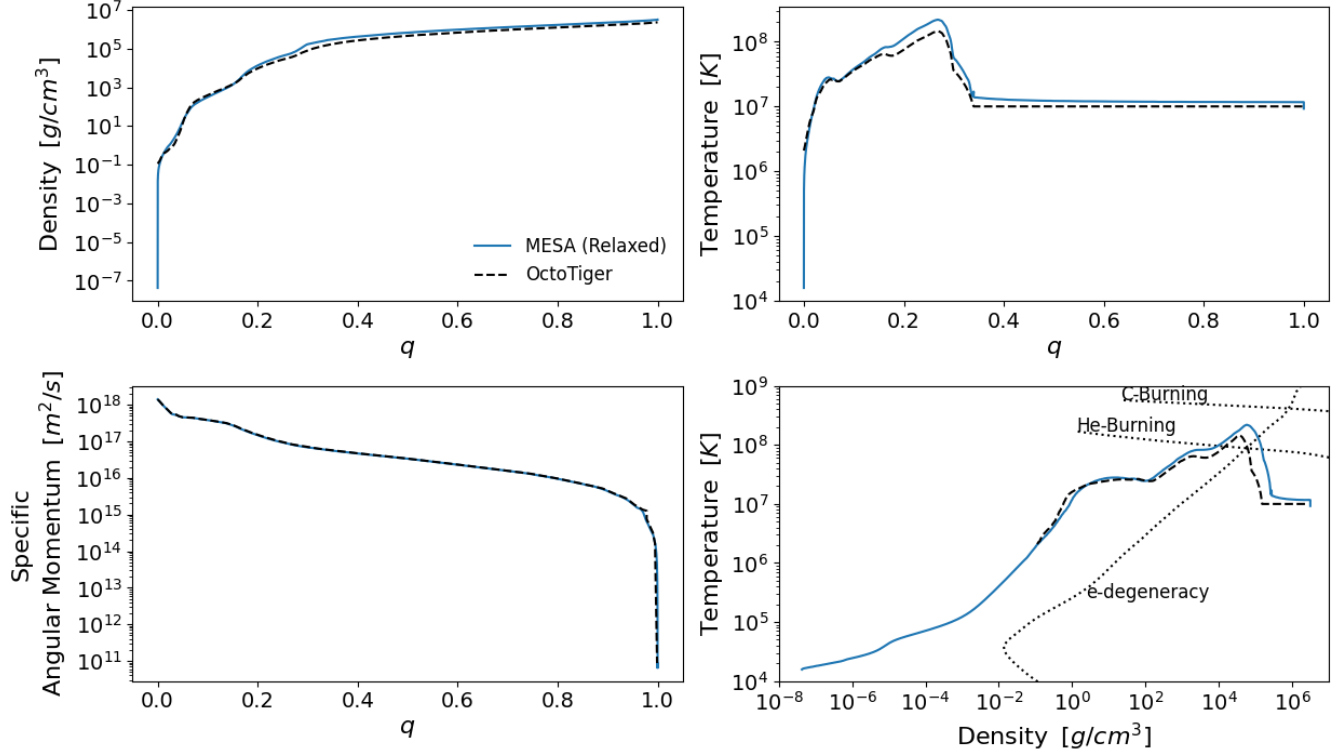 10^7
10^5
10^3
10^1
10^-1
10^-3
10^-5
10^-7
Density [g/cm^3]
MESA (Relaxed)
OctoTiger
0.0 0.2 0.4 0.6 0.8 1.0
q
10^8
10^7
10^6
10^5
10^4
Temperature [K]
0.0 0.2 0.4 0.6 0.8 1.0
q
10^18
10^17
10^16
10^15
10^14
10^13
10^12
10^11
Specific
Angular Momentum [m^2/s]
0.0 0.2 0.4 0.6 0.8 1.0
q
10^9
10^8
10^7
10^6
10^5
10^4
Temperature [K]
C-Burning
He-Burning
e-degeneracy
10^-8 10^-6 10^-4 10^-2 10^0 10^2 10^4 10^6
Density [g/cm^3]